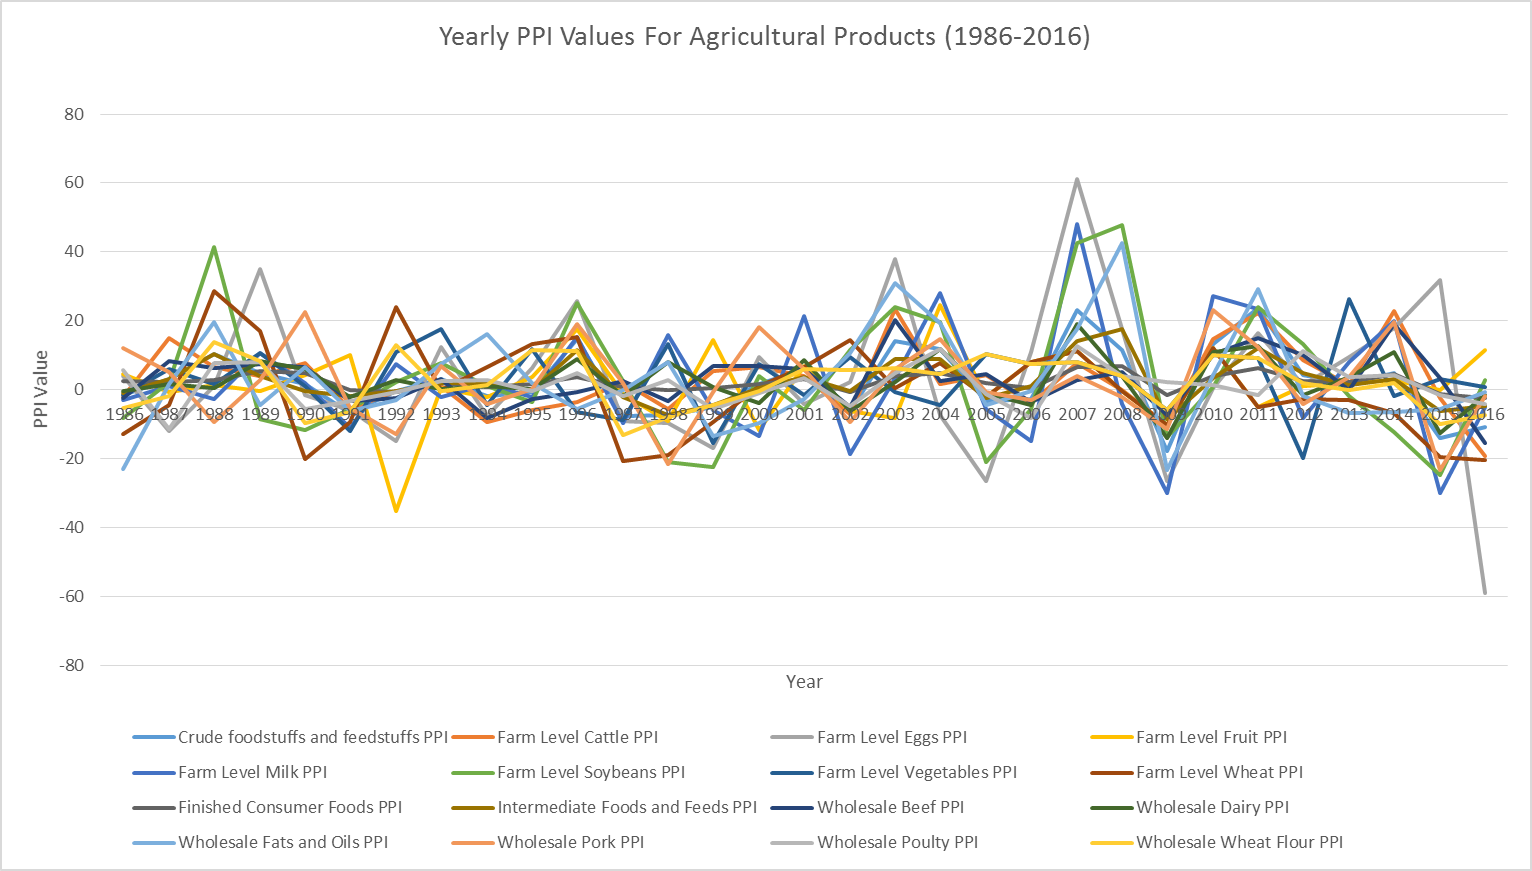 Yearly PPI Values For Agricultural Products (1986-2016)
80
60
40
20
0
-20
-40
-60
-80
PPI Value
1986 1987 1988 1989 1990 1991 1992 1993 1994 1995 1996 1997 1998 1999 2000 2001 2002 2003 2004 2005 2006 2007 2008 2009 2010 2011 2012 2013 2014 2015 2016
Year
Crude foodstuffs and feedstuffs PPI Farm Level Cattle PPI Farm Level Eggs PPI Farm Level Fruit PPI
Farm Level Milk PPI Farm Level Soybeans PPI Farm Level Vegetables PPI Farm Level Wheat PPI
Finished Consumer Foods PPI Intermediate Foods and Feeds PPI Wholesale Beef PPI Wholesale Dairy PPI
Wholesale Fats and Oils PPI Wholesale Pork PPI Wholesale Poulty PPI Wholesale Wheat Flour PPI